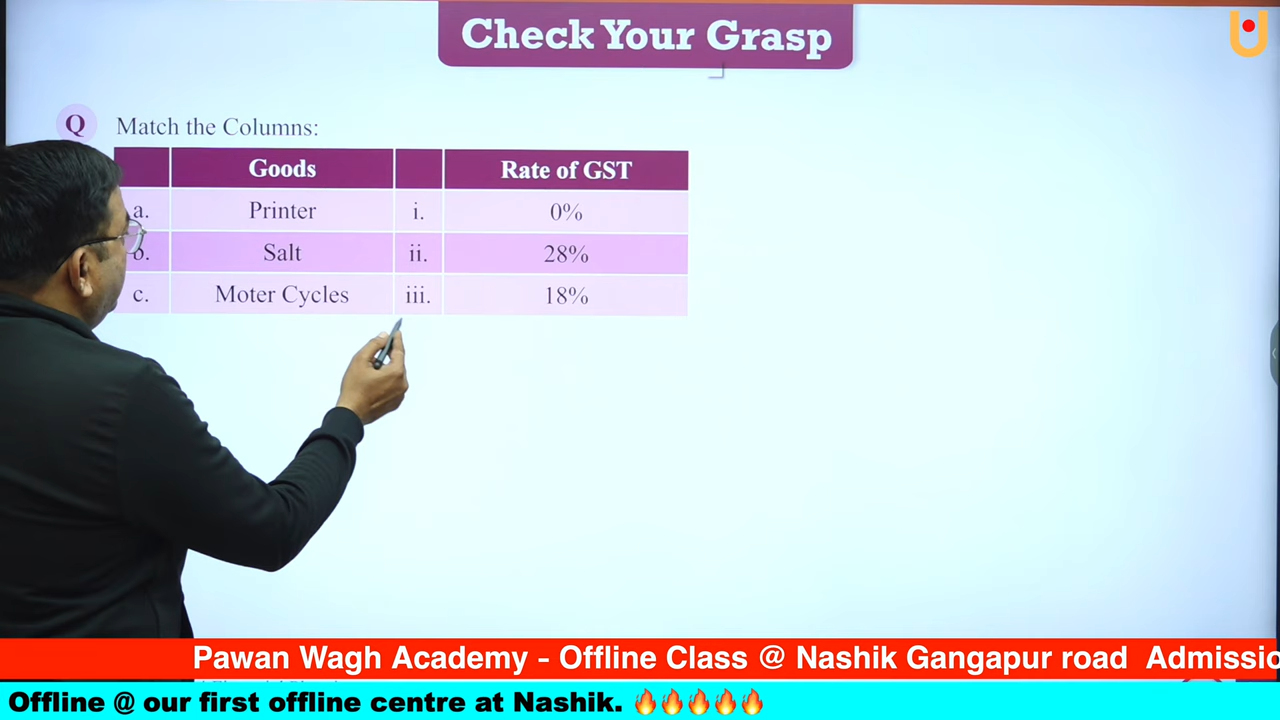 Check Your Grasp
Q Match the Columns:
Goods Rate of GST
a. Printer i. 0%
b. Salt ii. 28%
c. Moter Cycles iii. 18%
Pawan Wagh Academy - Offline Class @ Nashik Gangapur road Admissio
Offline @ our first offline centre at Nashik. 🔥🔥🔥🔥🔥